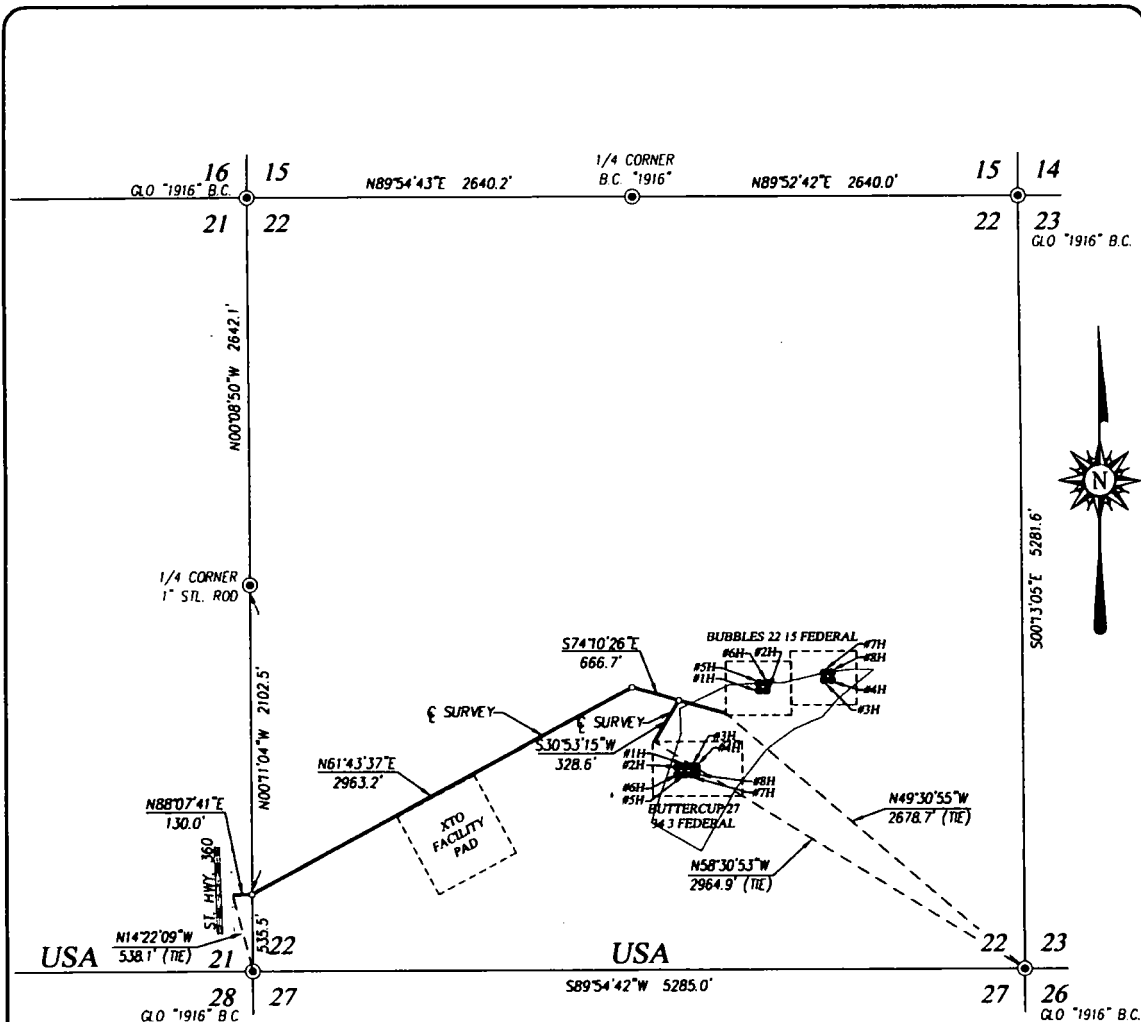 16 15
GLO "1916" B.C.
21 22
N89°54'43"E 2640.2'
1/4 CORNER
B.C. "1916"
N89°52'42"E 2640.0'
15 14
22 23
GLO "1916" B.C.
N00°08'50"W 2642.1'
1/4 CORNER
1" STL. ROD
N
S00°13'05"E 5281.6'
S74°10'26"E
666.7'
BUBBLES 22 15 FEDERAL
#6H #2H
#5H
#1H
#7H
#8H
#4H
#3H
℄ SURVEY
℄ SURVEY
S30°53'15"W
328.6'
#3H
#4H
#1H
#2H
#6H
#5H
#8H
#7H
BUTTERCUP 27
34 3 FEDERAL
N61°43'37"E
2963.2'
N00°11'04"W 2102.5'
N88°07'41"E
130.0'
XTO
FACILITY
PAD
ST. HWY. 360
N49°30'55"W
2678.7' (TIE)
N58°30'53"W
2964.9' (TIE)
N14°22'09"W
538.1' (TIE)
535.5'
USA
21 22
USA
22 23
S89°54'42"W 5285.0'
28 27
GLO "1916" B.C
27 26
GLO "1916" B.C.